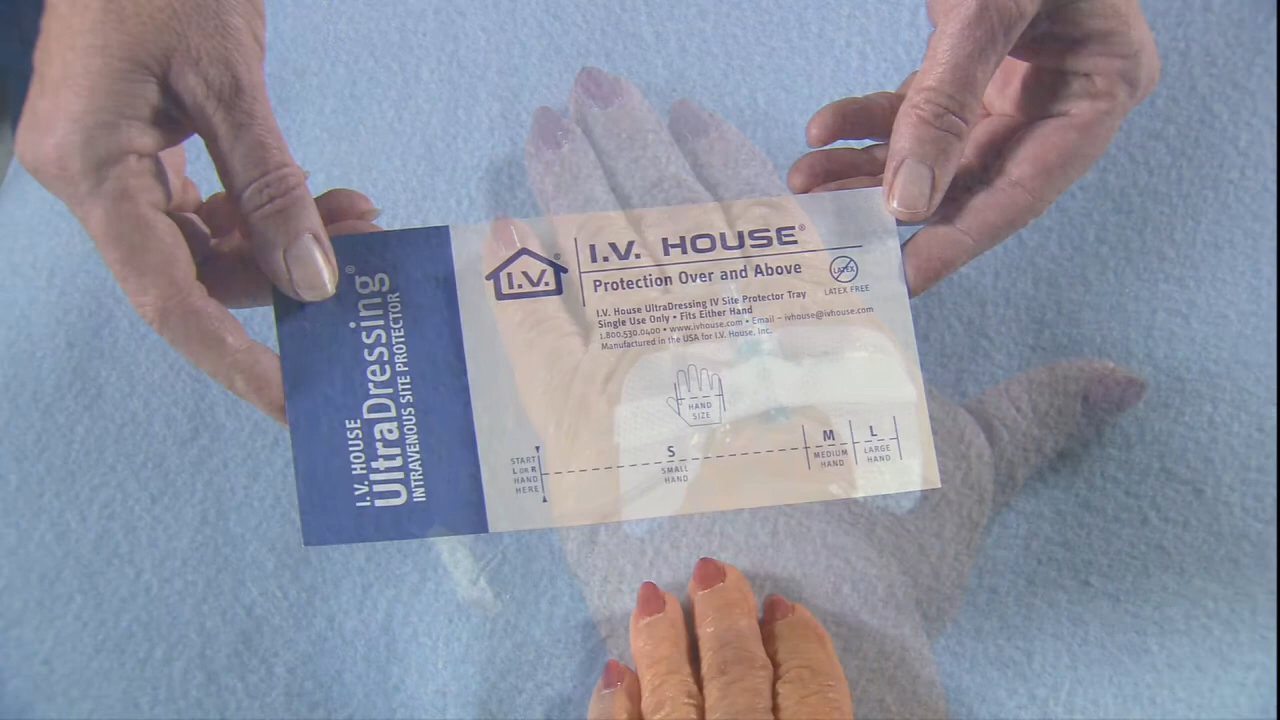 I.V. HOUSE
UltraDressing®
INTRAVENOUS SITE PROTECTOR
I.V.®
I.V. HOUSE®
Protection Over and Above
LATEX
LATEX FREE
I.V. House UltraDressing IV Site Protector Tray
Single Use Only • Fits Either Hand
1.800.530.0400 • www.ivhouse.com • Email – ivhouse@ivhouse.com
Manufactured in the USA for I.V. House, Inc.
HAND
SIZE
START
L OR R
HAND
HERE
S
SMALL
HAND
M
MEDIUM
HAND
L
LARGE
HAND